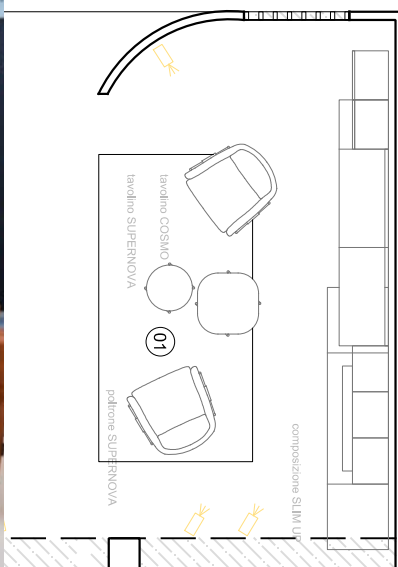 tavolino COSMO
tavolino SUPERNOVA
01
poltrone SUPERNOVA
composizione SLIM UP